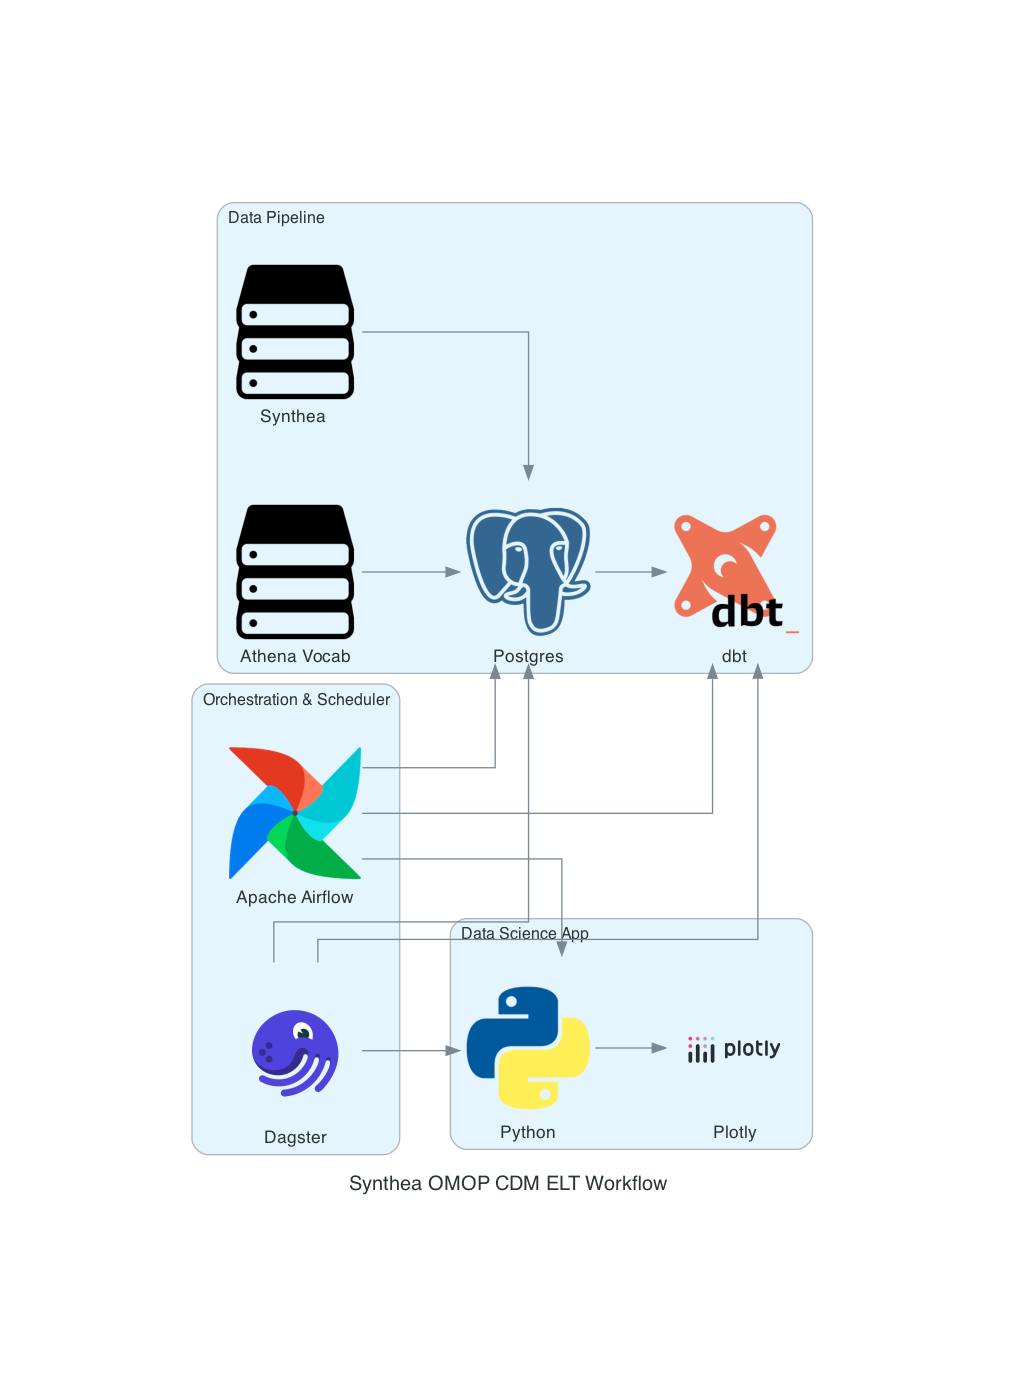 Data Pipeline
Synthea
Athena Vocab
Postgres
dbt_
dbt
Orchestration & Scheduler
Apache Airflow
Data Science App
plotly
Dagster
Python
Plotly
Synthea OMOP CDM ELT Workflow